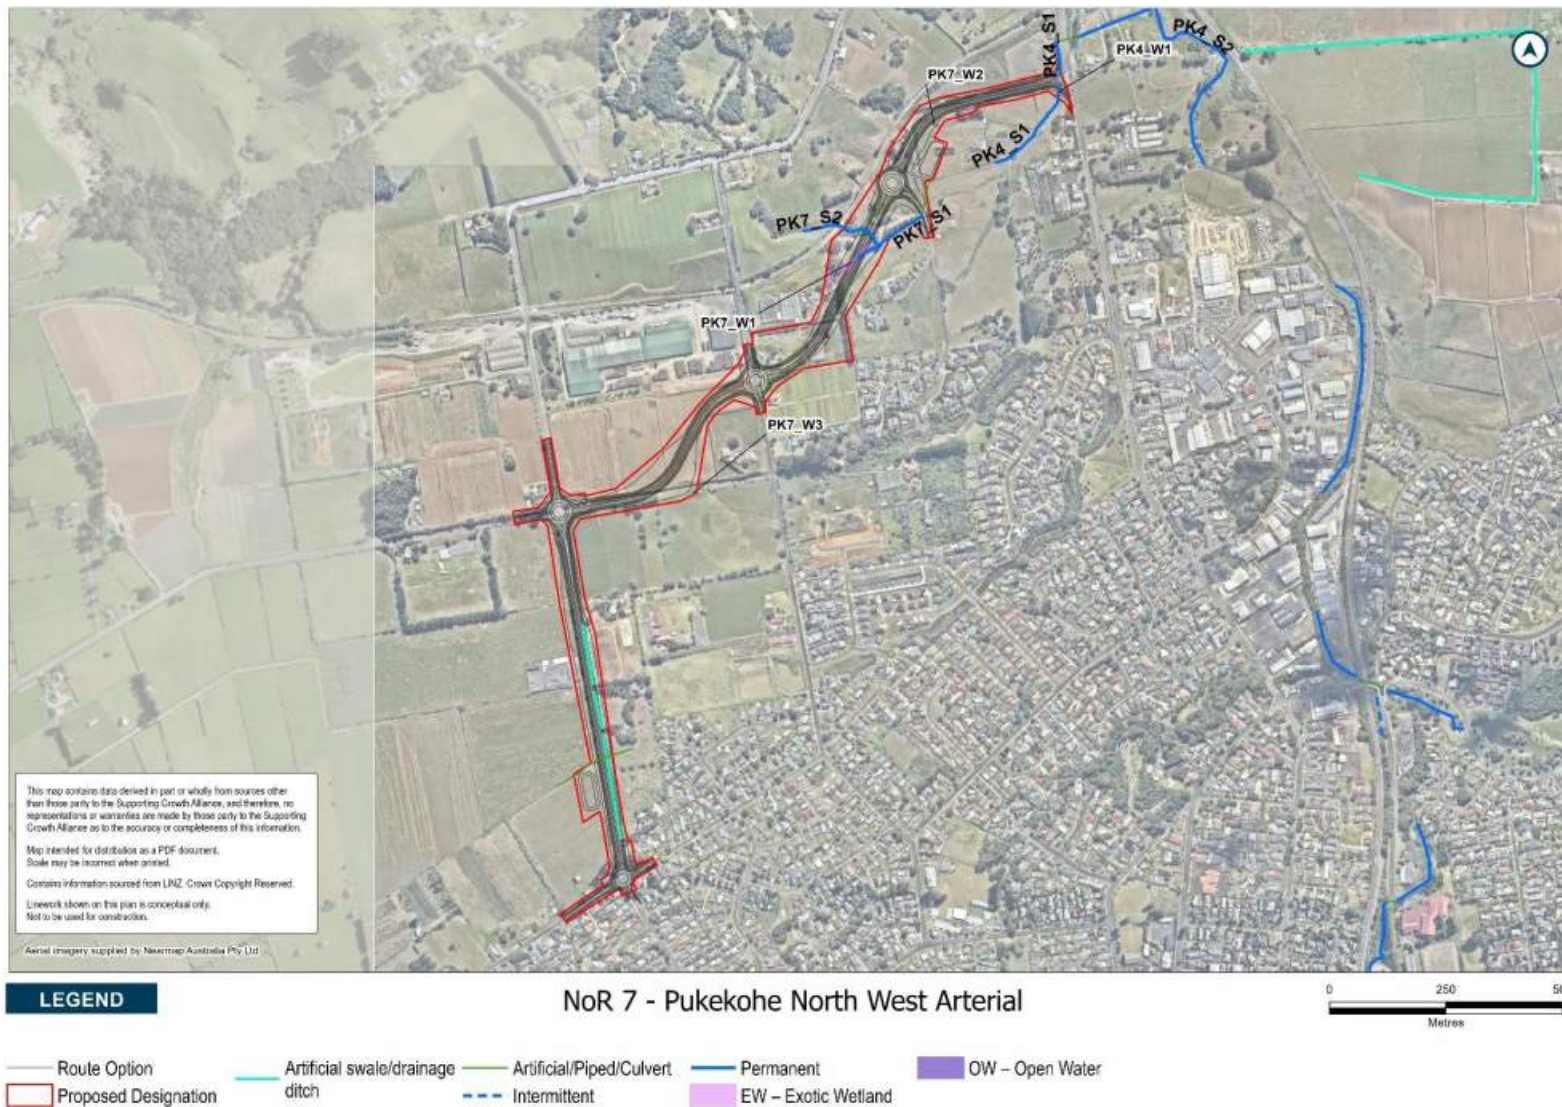 PK4_S1
PK4_S2
PK4_W1
PK7_W2
PK4_S1
PK7_S2
PK7_S1
PK7_W1
PK7_W3
This map contains data derived in part or wholly from sources other
than those party to the Supporting Growth Alliance, and therefore, no
representations or warranties are made by those party to the Supporting
Growth Alliance as to the accuracy or completeness of this information.
Map intended for distribution as a PDF document.
Scale may be incorrect when printed.
Contains information sourced from LINZ. Crown Copyright Reserved.
Linework shown on this plan is conceptual only.
Not to be used for construction.
Aerial imagery supplied by Nearmap Australia Pty Ltd
LEGEND
NoR 7 - Pukekohe North West Arterial
0 250
Metres
Route Option
Proposed Designation
Artificial swale/drainage
ditch
Artificial/Piped/Culvert
Intermittent
Permanent
EW – Exotic Wetland
OW – Open Water